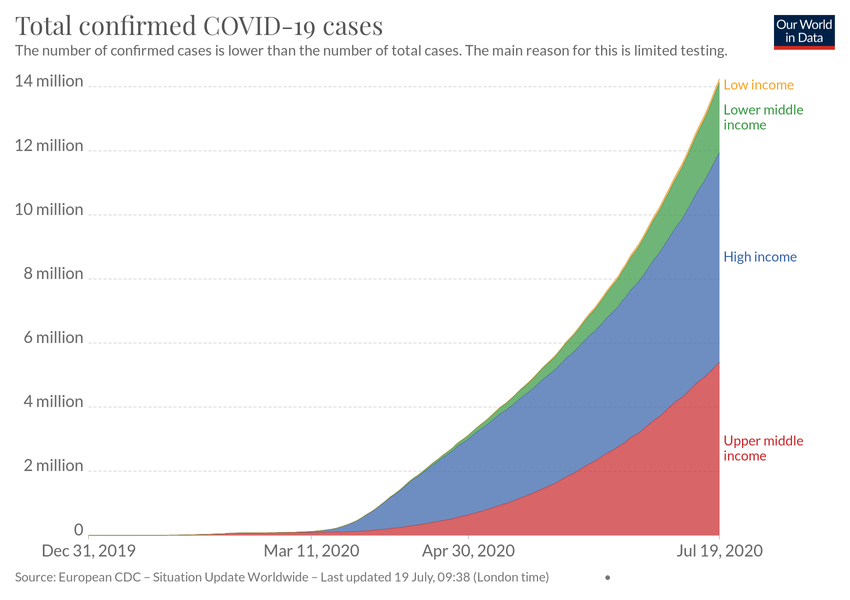 Total confirmed COVID-19 cases
Our World
in Data
The number of confirmed cases is lower than the number of total cases. The main reason for this is limited testing.
14 million
12 million
10 million
8 million
6 million
4 million
2 million
0
Low income
Lower middle
income
High income
Upper middle
income
Dec 31, 2019
Mar 11, 2020
Apr 30, 2020
Jul 19, 2020
Source: European CDC – Situation Update Worldwide – Last updated 19 July, 09:38 (London time)
•